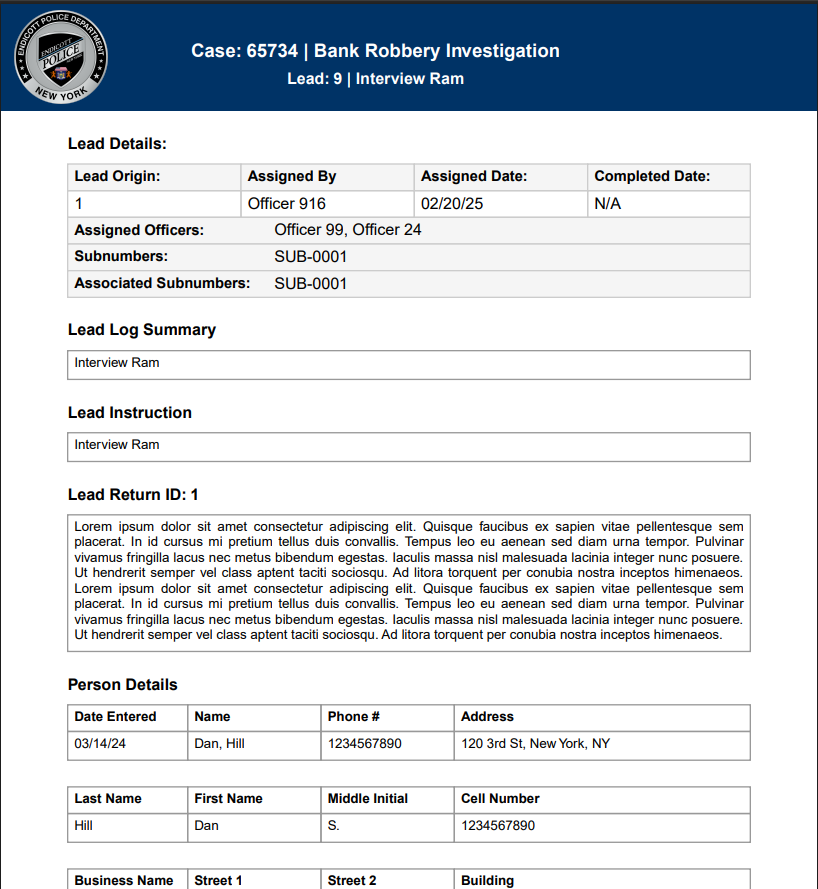 ENDICOTT POLICE DEPARTMENT
ENDICOTT
POLICE
NEW YORK
Case: 65734 | Bank Robbery Investigation
Lead: 9 | Interview Ram
Lead Details:
Lead Origin: Assigned By Assigned Date: Completed Date:
1 Officer 916 02/20/25 N/A
Assigned Officers: Officer 99, Officer 24
Subnumbers: SUB-0001
Associated Subnumbers: SUB-0001
Lead Log Summary
Interview Ram
Lead Instruction
Interview Ram
Lead Return ID: 1
Lorem ipsum dolor sit amet consectetur adipiscing elit. Quisque faucibus ex sapien vitae pellentesque sem
placerat. In id cursus mi pretium tellus duis convallis. Tempus leo eu aenean sed diam urna tempor. Pulvinar
vivamus fringilla lacus nec metus bibendum egestas. Iaculis massa nisl malesuada lacinia integer nunc posuere.
Ut hendrerit semper vel class aptent taciti sociosqu. Ad litora torquent per conubia nostra inceptos himenaeos.
Lorem ipsum dolor sit amet consectetur adipiscing elit. Quisque faucibus ex sapien vitae pellentesque sem
placerat. In id cursus mi pretium tellus duis convallis. Tempus leo eu aenean sed diam urna tempor. Pulvinar
vivamus fringilla lacus nec metus bibendum egestas. Iaculis massa nisl malesuada lacinia integer nunc posuere.
Ut hendrerit semper vel class aptent taciti sociosqu. Ad litora torquent per conubia nostra inceptos himenaeos.
Person Details
Date Entered Name Phone # Address
03/14/24 Dan, Hill 1234567890 120 3rd St, New York, NY
Last Name First Name Middle Initial Cell Number
Hill Dan S. 1234567890
Business Name Street 1 Street 2 Building